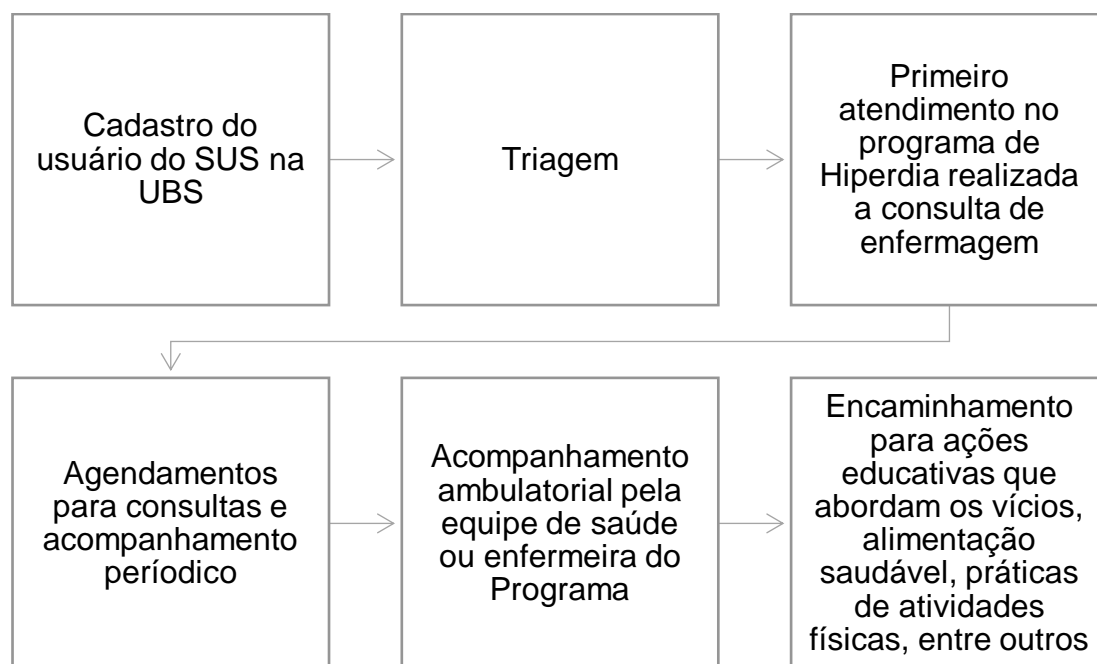 Cadastro do
usuário do SUS na
UBS
Triagem
Primeiro
atendimento no
programa de
Hiperdia realizada
a consulta de
enfermagem
Agendamentos
para consultas e
acompanhamento
períodico
Acompanhamento
ambulatorial pela
equipe de saúde
ou enfermeira do
Programa
Encaminhamento
para ações
educativas que
abordam os vícios,
alimentação
saudável, práticas
de atividades
físicas, entre outros